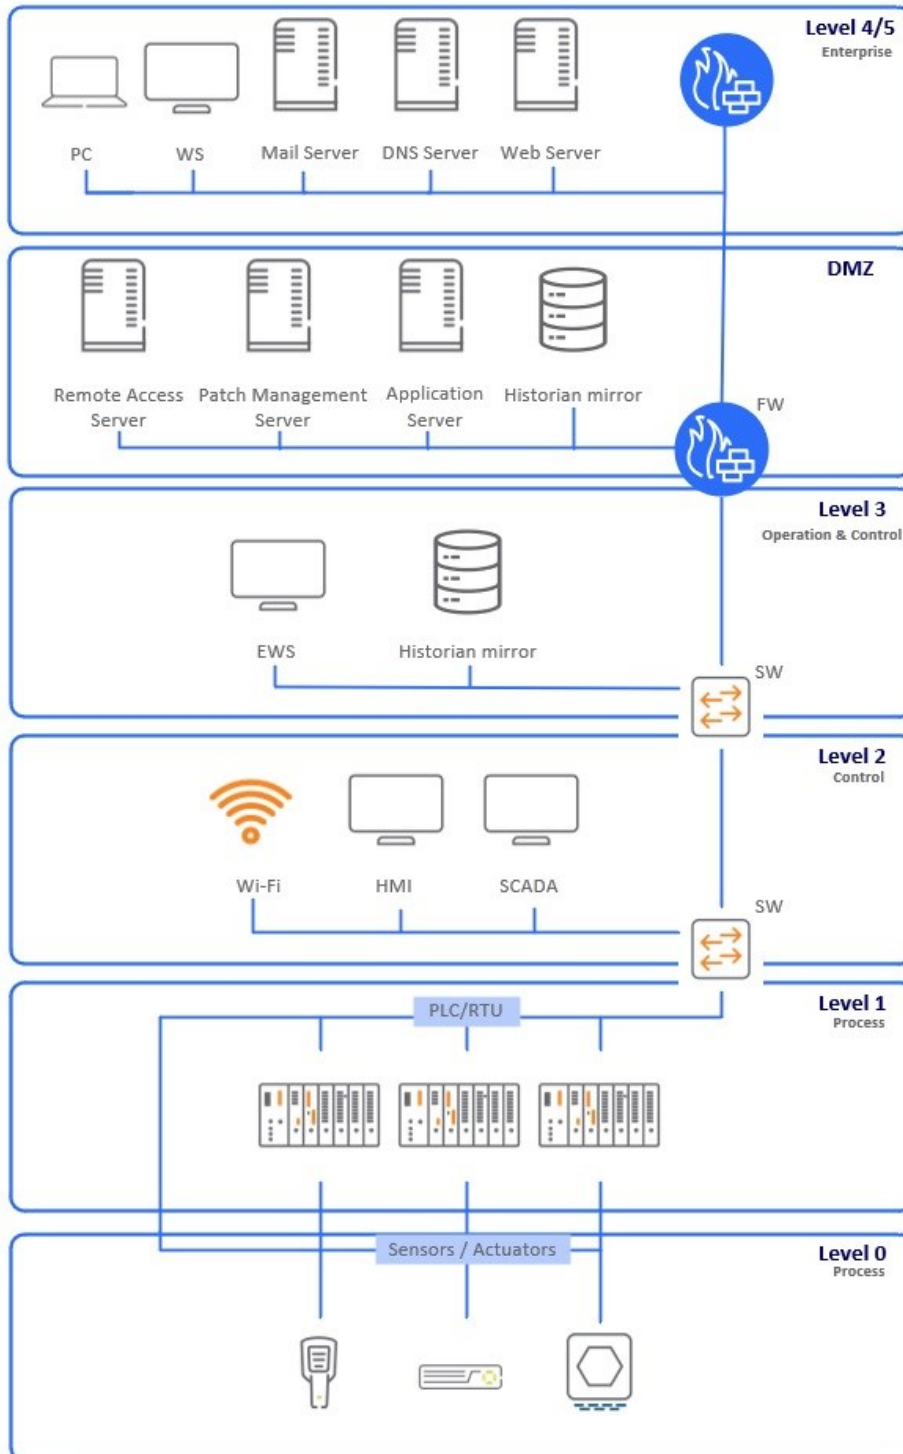 Level 4/5
Enterprise
PC
WS
Mail Server
DNS Server
Web Server
DMZ
Remote Access
Server
Patch Management
Server
Application
Server
Historian mirror
FW
Level 3
Operation & Control
EWS
Historian mirror
SW
Level 2
Control
Wi-Fi
HMI
SCADA
SW
Level 1
Process
PLC/RTU
Level 0
Process
Sensors / Actuators